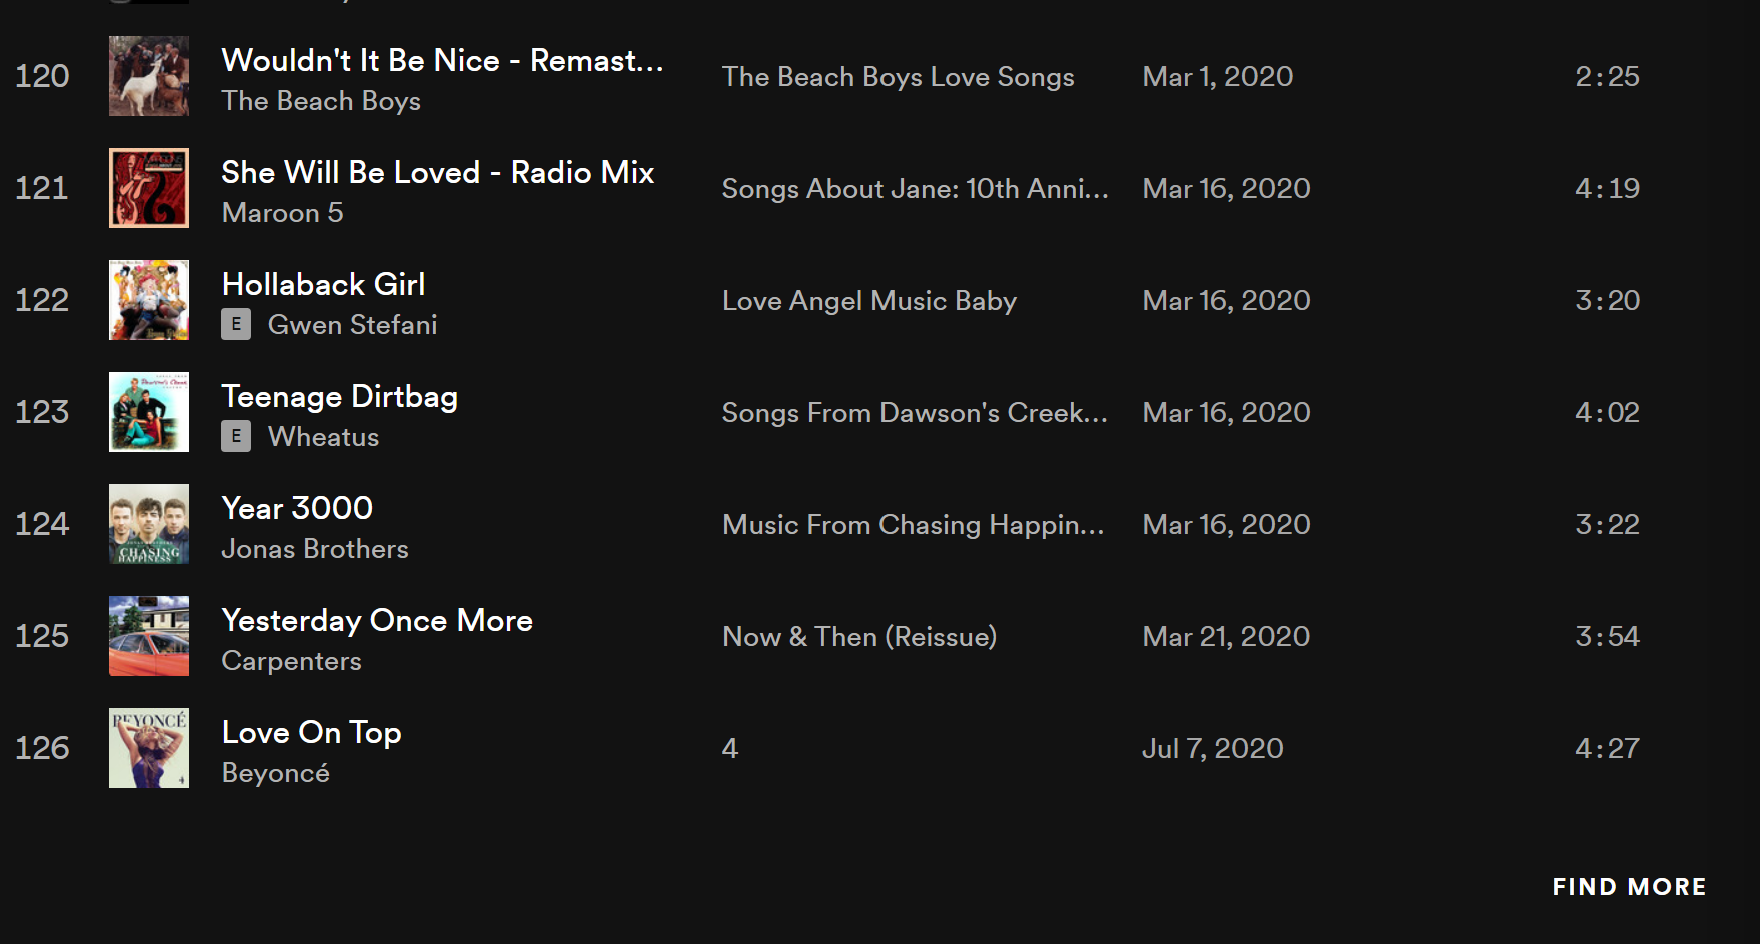 120
Wouldn't It Be Nice - Remast...
The Beach Boys
The Beach Boys Love Songs
Mar 1, 2020
2:25
121
She Will Be Loved - Radio Mix
Maroon 5
Songs About Jane: 10th Anni...
Mar 16, 2020
4:19
122
Hollaback Girl
E Gwen Stefani
Love Angel Music Baby
Mar 16, 2020
3:20
123
Teenage Dirtbag
E Wheatus
Songs From Dawson's Creek...
Mar 16, 2020
4:02
124
CHASING
HAPPINESS
Year 3000
Jonas Brothers
Music From Chasing Happin...
Mar 16, 2020
3:22
125
Yesterday Once More
Carpenters
Now & Then (Reissue)
Mar 21, 2020
3:54
126
BEYONCÉ
4
Love On Top
Beyoncé
4
Jul 7, 2020
4:27
FIND MORE